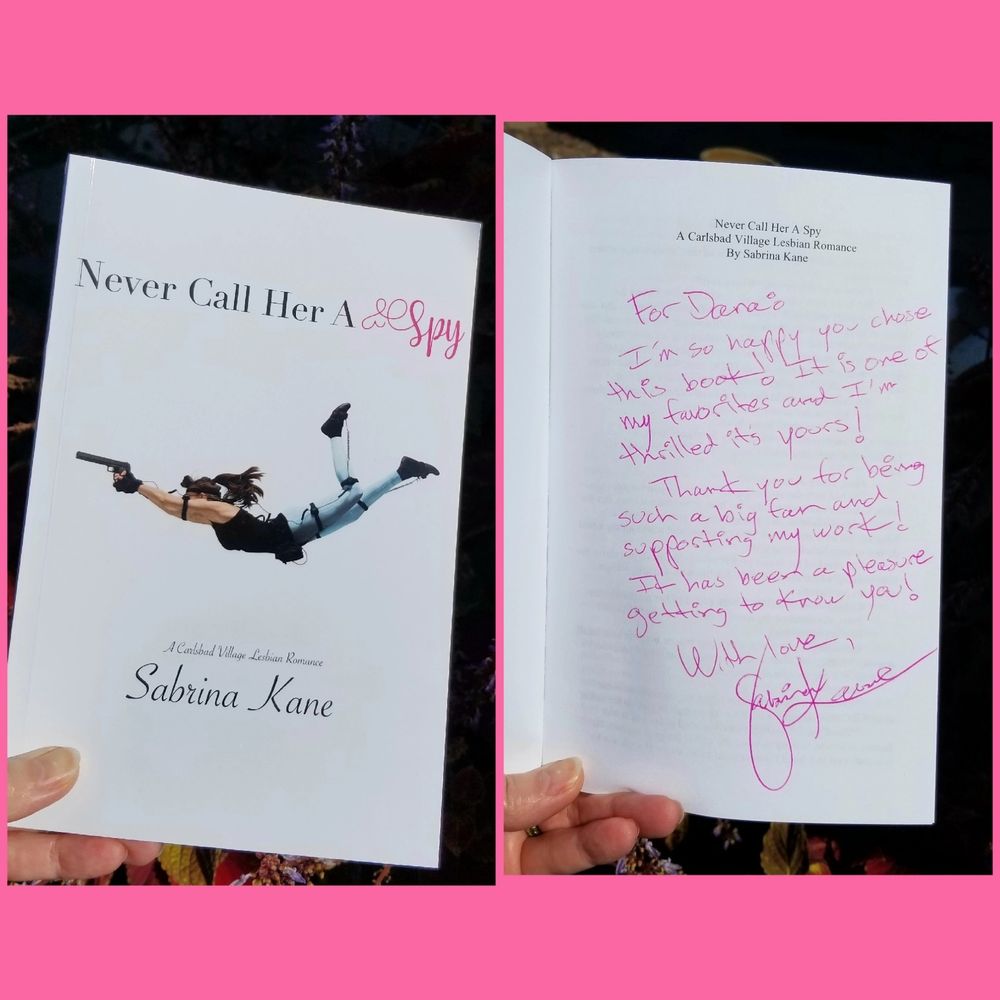 Never Call Her A Spy
A Carlsbad Village Lesbian Romance
Sabrina Kane
Never Call Her A Spy
A Carlsbad Village Lesbian Romance
By Sabrina Kane
For Dana:
I'm so happy you chose
this book! It is one of
my favorites and I'm
thrilled it's yours!
Thank you for being
such a big fan and
supporting my work!
It has been a pleasure
getting to know you!
With love,
Sabrina Kane